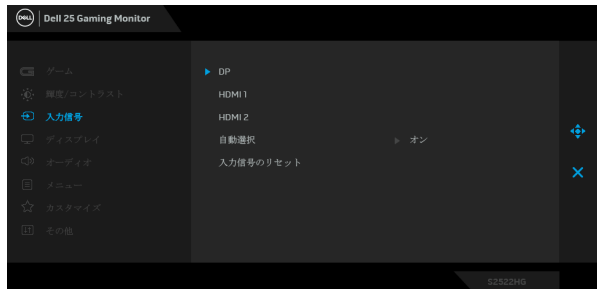 DELL
Dell 25 Gaming Monitor
ゲーム
輝度/コントラスト
入力信号
ディスプレイ
オーディオ
メニュー
カスタマイズ
その他
DP
HDMI 1
HDMI 2
自動選択 オン
入力信号のリセット
S2522HG